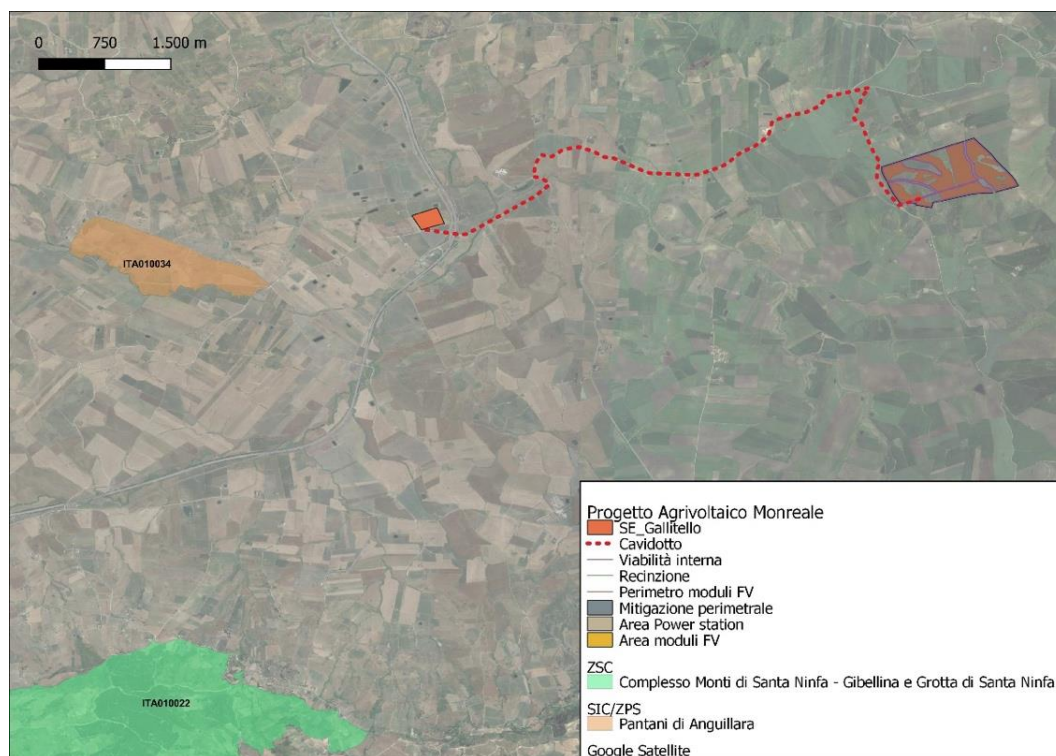 0 750 1.500 m
ITA010034
ITA010022
Progetto Agrivoltaico Monreale
SE_Gallitello
Cavidotto
Viabilità interna
Recinzione
Perimetro moduli FV
Mitigazione perimetrale
Area Power station
Area moduli FV
ZSC
Complesso Monti di Santa Ninfa - Gibellina e Grotta di Santa Ninfa
SIC/ZPS
Pantani di Anguillara
Google Satellite